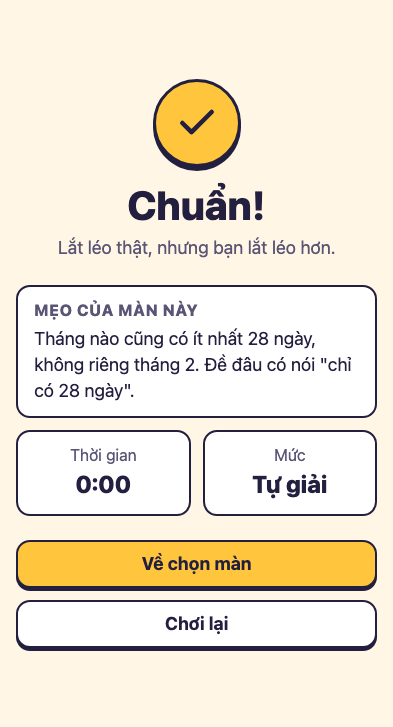 Chuẩn!
Lắt léo thật, nhưng bạn lắt léo hơn.
MẸO CỦA MÀN NÀY
Tháng nào cũng có ít nhất 28 ngày,
không riêng tháng 2. Đề đâu có nói "chỉ
có 28 ngày".
Thời gian
0:00
Mức
Tự giải
Về chọn màn
Chơi lại